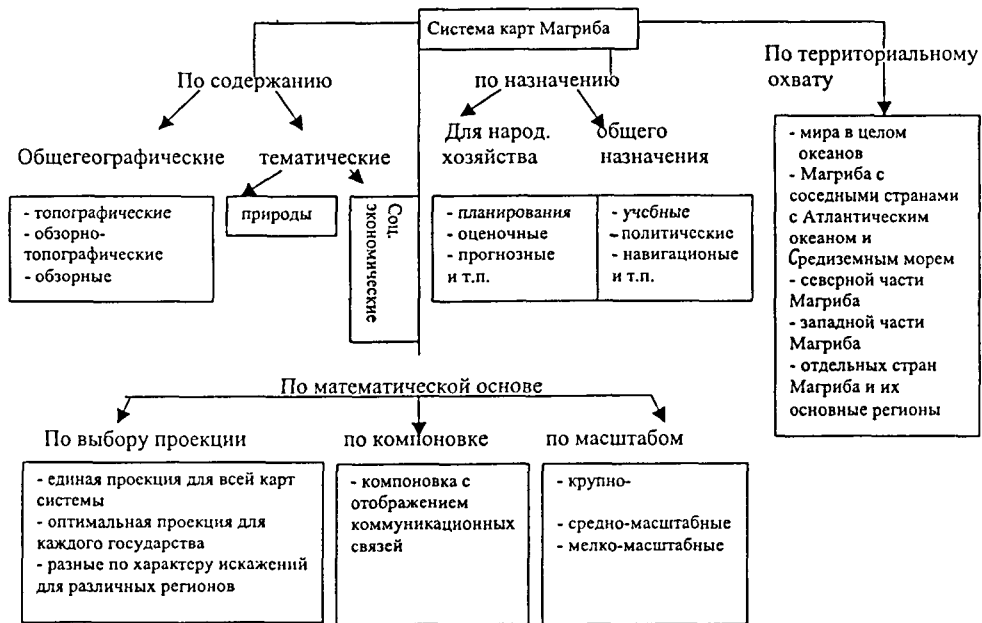 Система карт Магриба
По содержанию
по назначению
По территориальному
охвату
Общегеографические
тематические
Для народ.
хозяйства
общего
назначения
- топографические
- обзорно-
топографические
- обзорные
природы
Соц.
экономические
- планирования
- оценочные
- прогнозные
и т.п.
- учебные
- политические
- навигационые
и т.п.
- мира в целом
океанов
- Магриба с
соседными странами
с Атлантическим
океаном и
Средиземным морем
- северной части
Магриба
- западной части
Магриба
- отдельных стран
Магриба и их
основные регионы
По математической основе
По выбору проекции
по компоновке
по масштабом
- единая проекция для всей карт
системы
- оптимальная проекция для
каждого государства
- разные по характеру искажений
для различных регионов
- компоновка с
отображением
коммуникационных
связей
- крупно-
- средно-масштабные
- мелко-масштабные